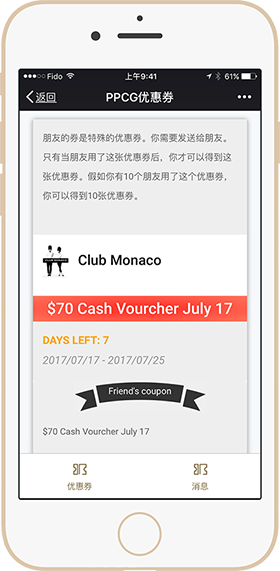 Fido 上午9:41 61%
返回 PPCG优惠券
朋友的券是特殊的优惠券。你需要发送给朋友。
只有当朋友用了这张优惠券后，你才可以得到这
张优惠券。假如你有10个朋友用了这个优惠券，
你可以得到10张优惠券。
Club Monaco
$70 Cash Vourcher July 17
DAYS LEFT: 7
2017/07/17 - 2017/07/25
Friend's coupon
$70 Cash Vourcher July 17
优惠券 消息